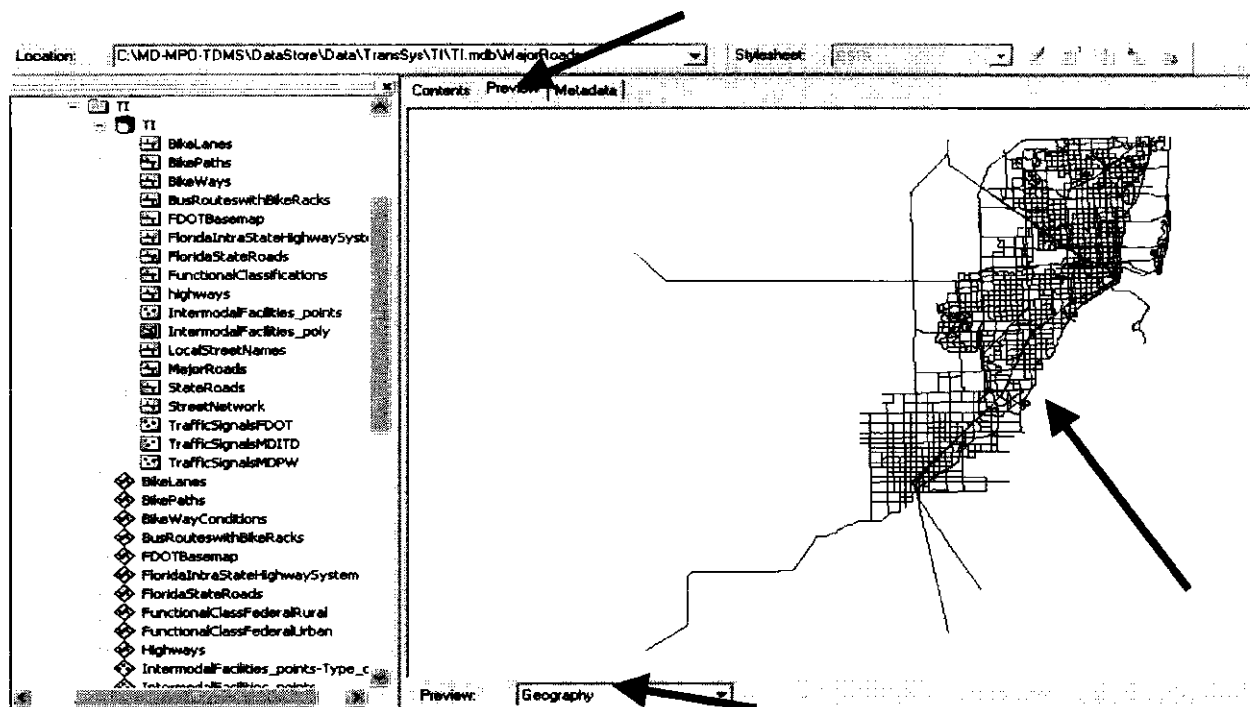 Location: C:\MD-MPO-TDMS\DataStore\Data\TransSys\TI\TI.mdb\MajorRoads Stylesheet:
Contents Preview Metadata
TI
TI
BikeLanes
BikePaths
BikeWays
BusRouteswithBikeRacks
FDOTBasemap
FloridaIntraStateHighwaySyste
FloridaStateRoads
FunctionalClassifications
highways
IntermodalFacilities_points
IntermodalFacilities_poly
LocalStreetNames
MajorRoads
StateRoads
StreetNetwork
TrafficSignalsFDOT
TrafficSignalsMDITD
TrafficSignalsMDPW
BikeLanes
BikePaths
BikeWayConditions
BusRouteswithBikeRacks
FDOTBasemap
FloridaIntraStateHighwaySystem
FloridaStateRoads
FunctionalClassFederalRural
FunctionalClassFederalUrban
Highways
IntermodalFacilities_points-Type_c
IntermodalFacilities_points
Preview: Geography